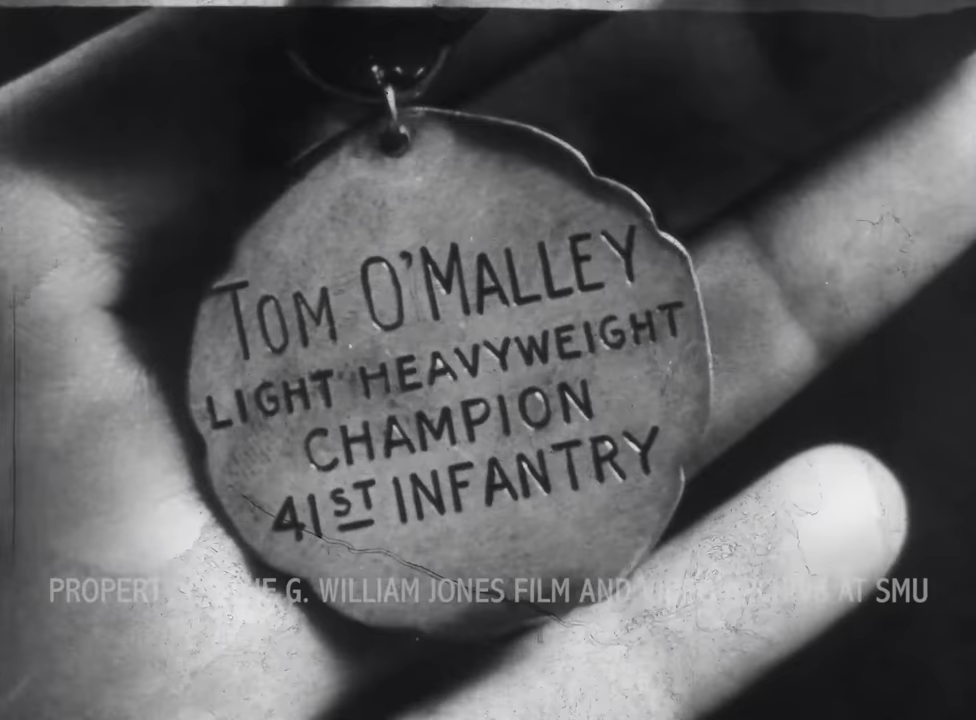 TOM O'MALLEY
LIGHT HEAVYWEIGHT
CHAMPION
41ST INFANTRY
G. WILLIAM JONES FILM AND AT SMU